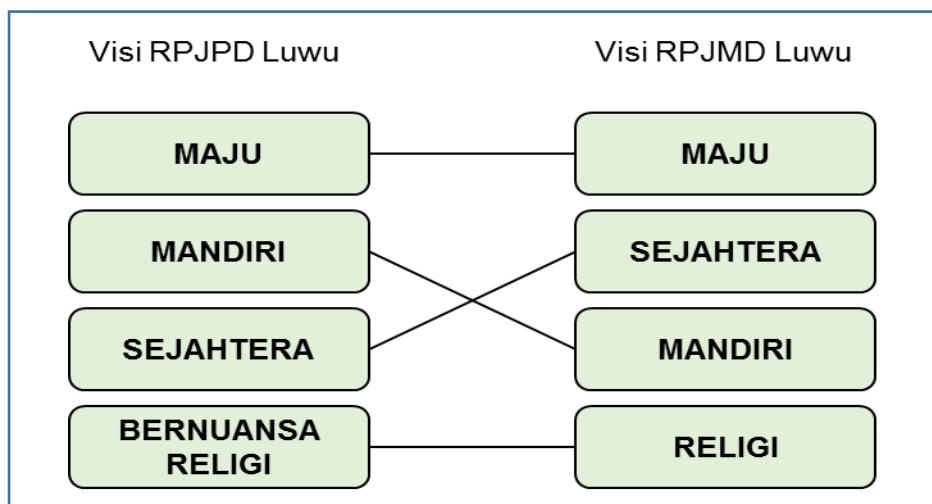 Visi RPJPD Luwu
Visi RPJMD Luwu
MAJU
MAJU
MANDIRI
SEJAHTERA
SEJAHTERA
MANDIRI
BERNUANSA
RELIGI
RELIGI